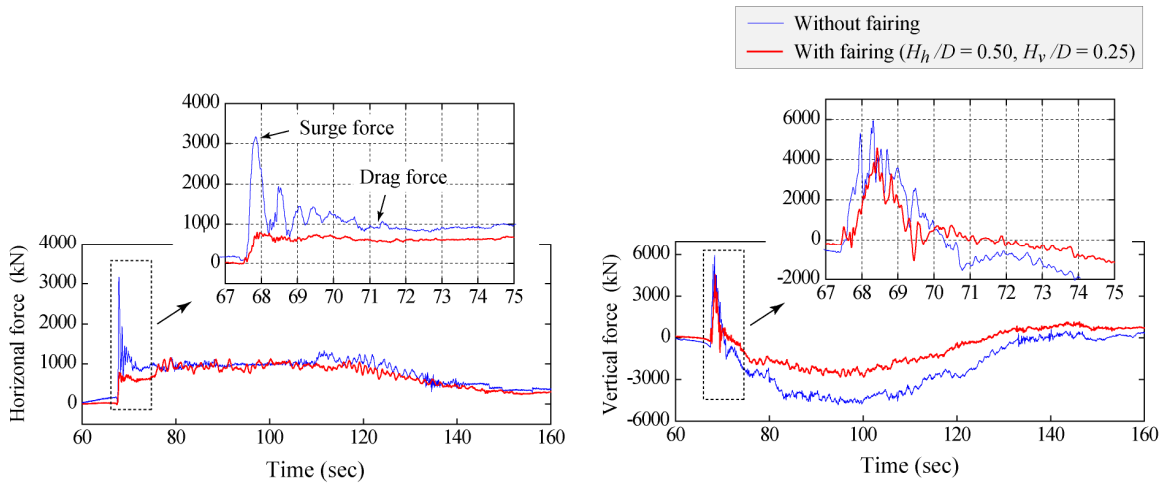 Without fairing
With fairing (H_h/D = 0.50, H_v/D = 0.25)
4000
3000
2000
1000
0
Surge force
Drag force
67 68 69 70 71 72 73 74 75
4000
3000
2000
1000
0
Horizontal force (kN)
60 80 100 120 140 160
Time (sec)
6000
4000
2000
0
-2000
67 68 69 70 71 72 73 74 75
6000
3000
0
-3000
-6000
Vertical force (kN)
60 80 100 120 140 160
Time (sec)